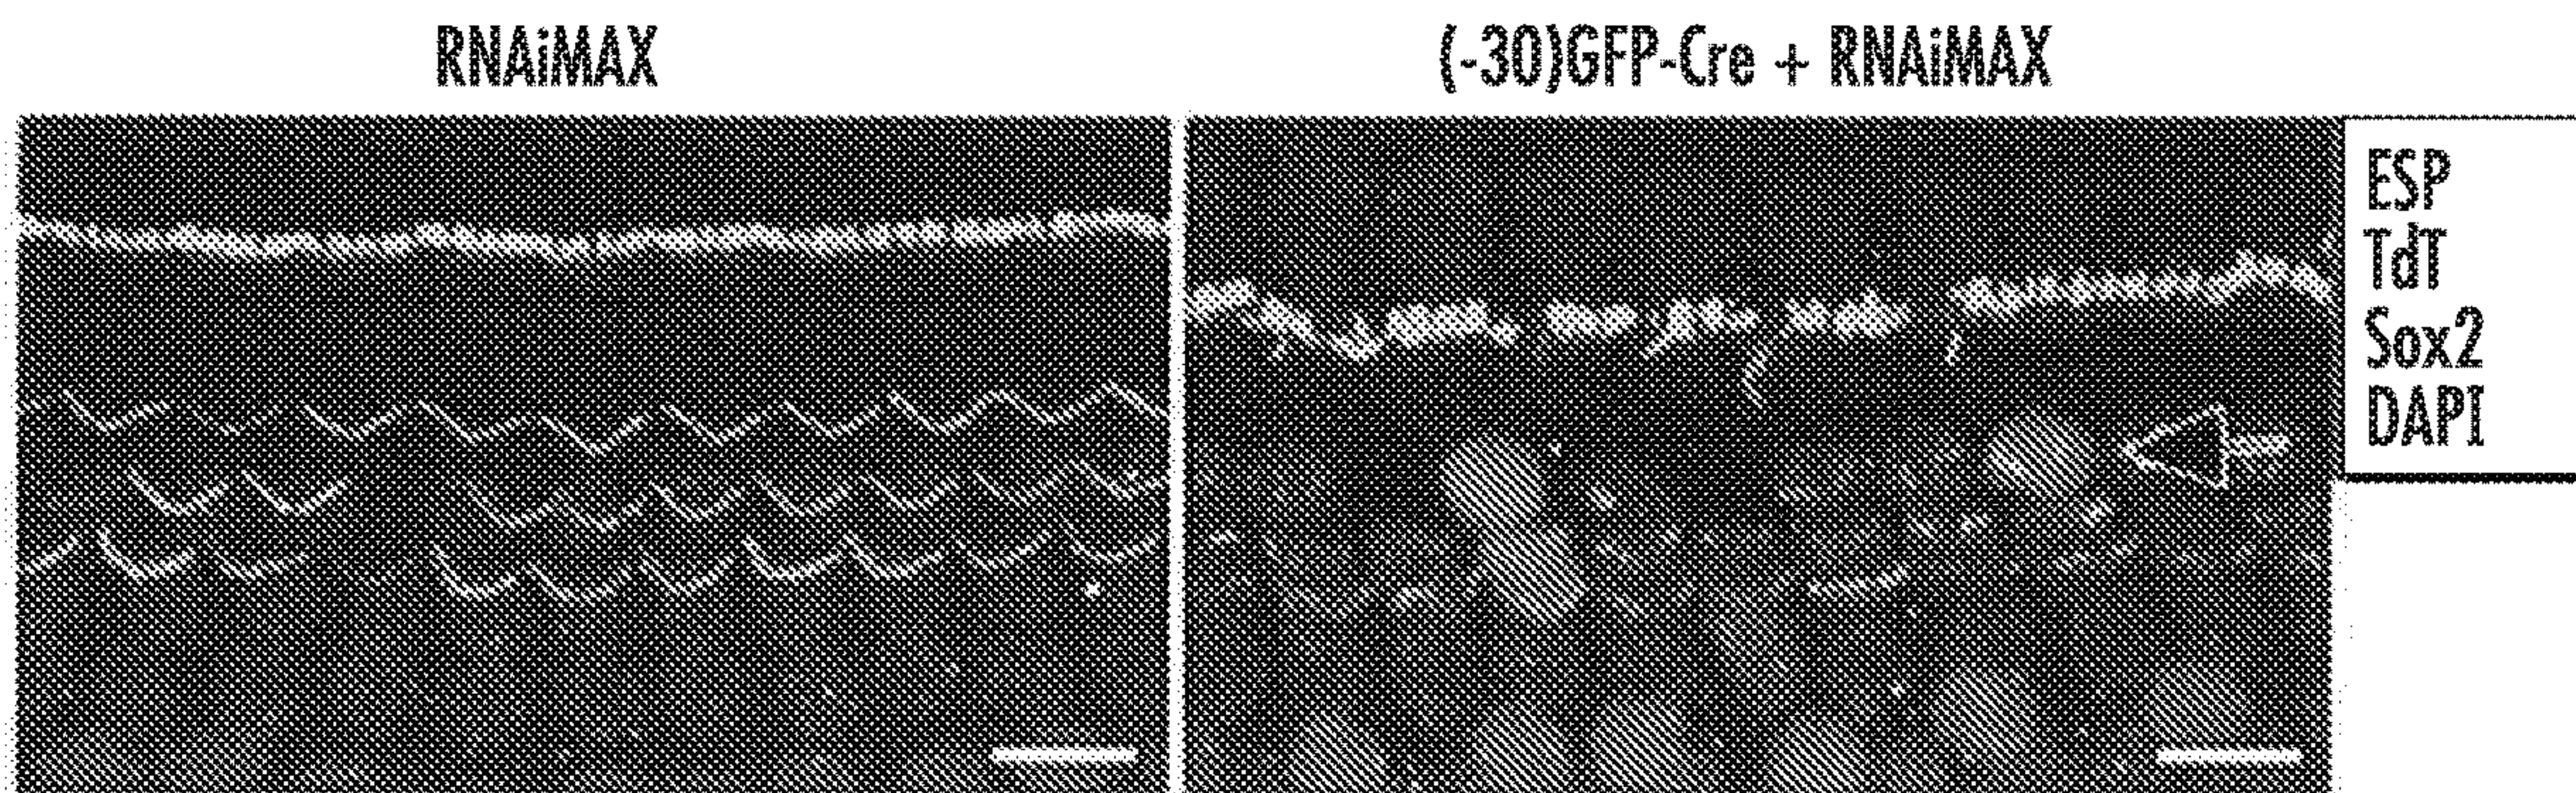 RNAiMAX
(-30)GFP-Cre + RNAiMAX
ESP
TdT
Sox2
DAPI